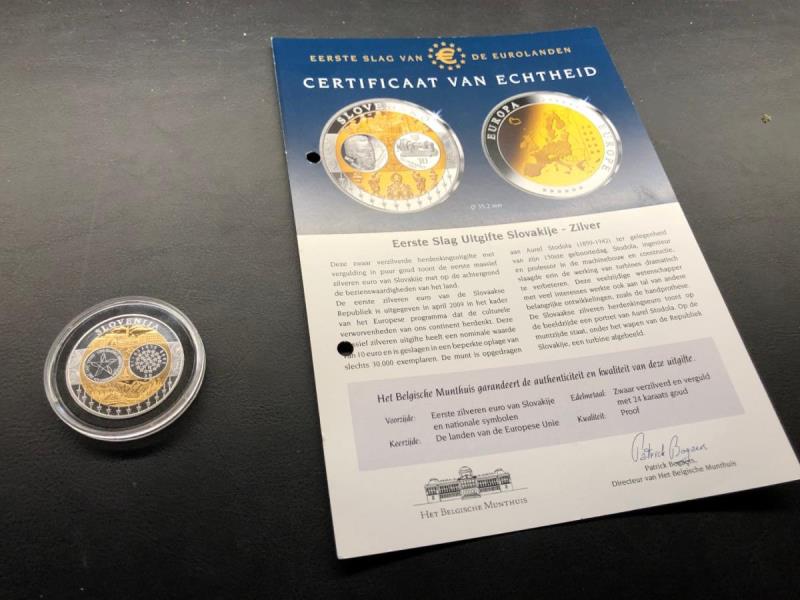 EERSTE SLAG VAN € DE EUROLANDEN
CERTIFICAAT VAN ECHTHEID
SLOVEN
10
EUROPA
EUROPE
Ø 35.2 mm
Eerste Slag Uitgifte Slovakije - Zilver
Deze zwaar verzilverde herdenkingsuitgifte met
vergulding in puur goud toont de eerste massief
zilveren euro van Slovakije met op de achtergrond
de bezienswaardigheden van het land.
De eerste zilveren euro van de Slovaakse
Republiek is uitgegeven in april 2009 in het kader
van het Europese programma dat de culturele
verworvenheden van ons continent herdenkt. Deze
massief zilveren uitgifte heeft een nominale waarde
van 10 euro en is geslagen in een beperkte oplage van
slechts 30.000 exemplaren. De munt is opgedragen
aan Aurel Stodola (1859-1942) ter gelegenheid
van zijn 150ste geboortedag. Stodola, ingenieur
en professor in de machinebouw en constructie,
slaagde erin de werking van turbines dramatisch
te verbeteren. Deze veelzijdige wetenschapper
met veel interesses werkte ook aan tal van andere
belangrijke ontwikkelingen, zoals de handprothese.
De Slovaakse zilveren herdenkingseuro toont op
de beeldzijde een portret van Aurel Stodola. Op de
muntzijde staat, onder het wapen van de Republiek
Slovakije, een turbine afgebeeld.
Het Belgische Munthuis garandeert de authenticiteit en kwaliteit van deze uitgifte.
Voorzijde: Eerste zilveren euro van Slovakije
en nationale symbolen
Keerzijde: De landen van de Europese Unie
Edelmetaal: Zwaar verzilverd en verguld
met 24 karaats goud
Kwaliteit: Proof
Patrick
Directeur van Het Belgische Munthuis
HET BELGISCHE MUNTHUIS
SLOVENIJA